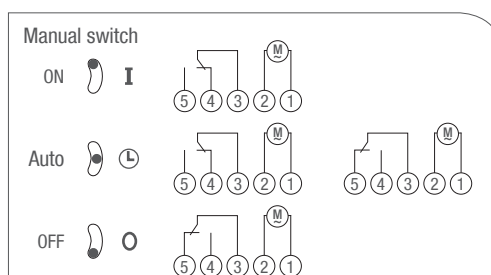 Manual switch
ON I M ~
5 4 3 2 1
Auto M ~ M ~
5 4 3 2 1 5 4 3 2 1
OFF O M ~
5 4 3 2 1